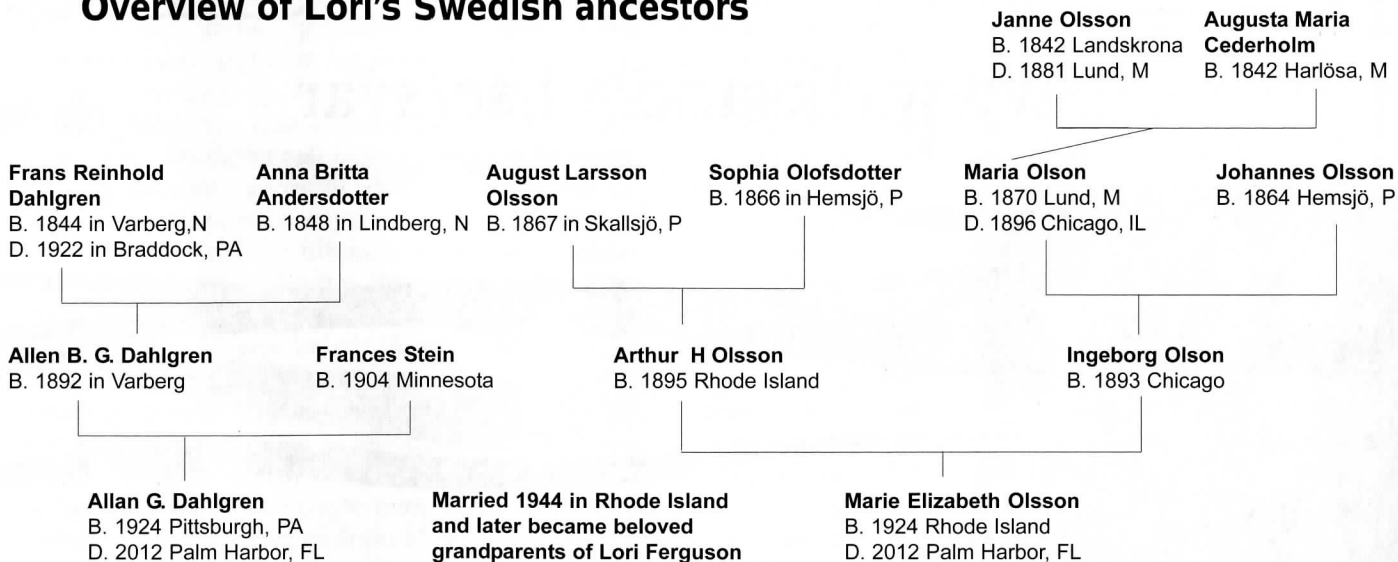 Overview of Lori's Swedish ancestors
Janne Olsson
B. 1842 Landskrona
D. 1881 Lund, M
Augusta Maria
Cederholm
B. 1842 Harlösa, M
Frans Reinhold
Dahlgren
B. 1844 in Varberg,N
D. 1922 in Braddock, PA
Anna Britta
Andersdotter
B. 1848 in Lindberg, N
August Larsson
Olsson
B. 1867 in Skallsjö, P
Sophia Olofsdotter
B. 1866 in Hemsjö, P
Maria Olson
B. 1870 Lund, M
D. 1896 Chicago, IL
Johannes Olsson
B. 1864 Hemsjö, P
Allen B. G. Dahlgren
B. 1892 in Varberg
Frances Stein
B.1904 Minnesota
Arthur H Olsson
B. 1895 Rhode Island
Ingeborg Olson
B. 1893 Chicago
Allan G. Dahlgren
B. 1924 Pittsburgh, PA
D. 2012 Palm Harbor, FL
Married 1944 in Rhode Island
and later became beloved
grandparents of Lori Ferguson
Marie Elizabeth Olsson
B. 1924 Rhode Island
D. 2012 Palm Harbor, FL